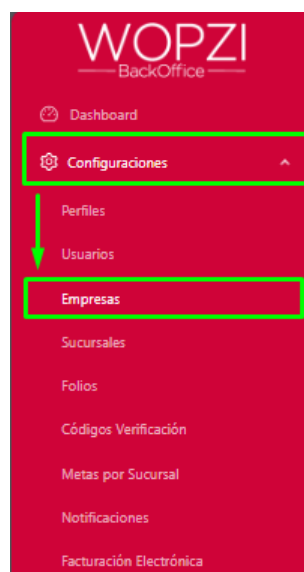 WOPZI
BackOffice
Dashboard
Configuraciones
Perfiles
Usuarios
Empresas
Sucursales
Folios
Códigos Verificación
Metas por Sucursal
Notificaciones
Facturación Electrónica